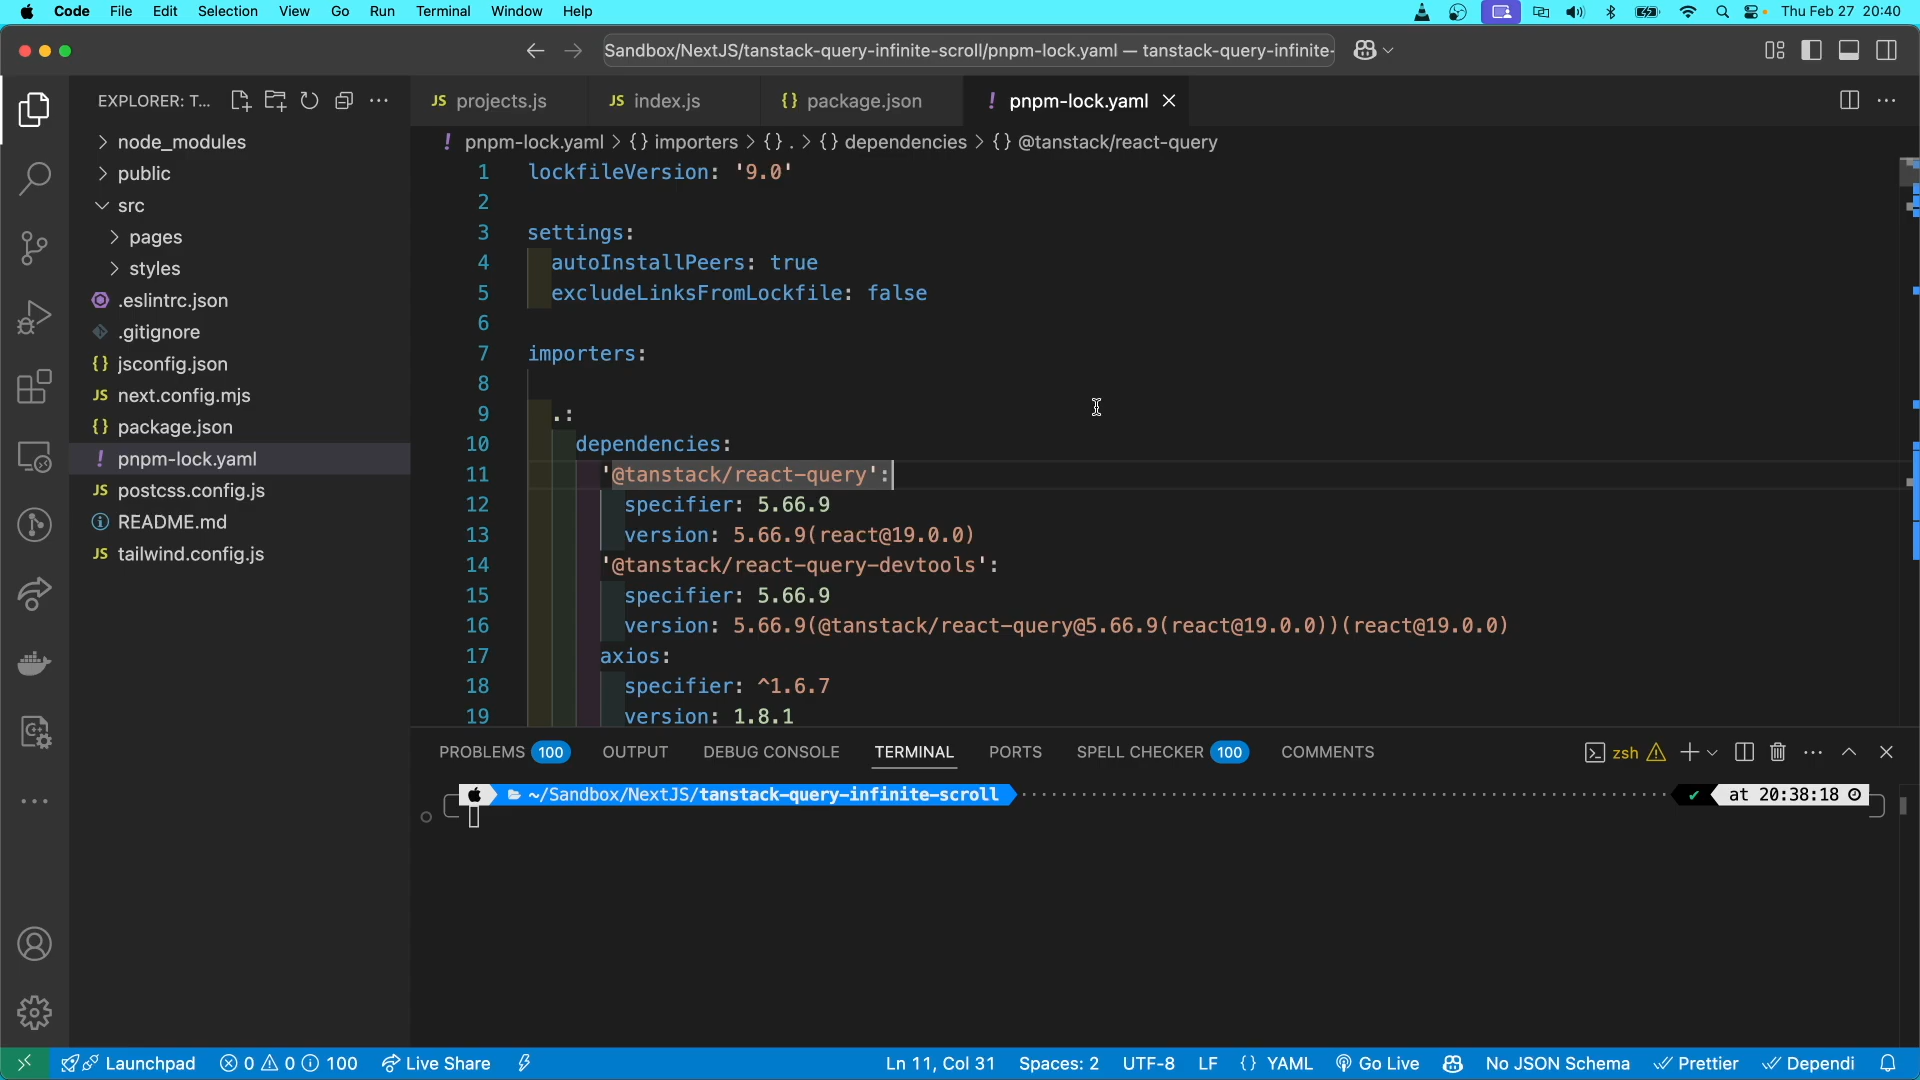 Code File Edit Selection View Go Run Terminal Window Help Thu Feb 27 20:40
Sandbox/NextJS/tanstack-query-infinite-scroll/pnpm-lock.yaml — tanstack-query-infinite-
EXPLORER: T...
node_modules
public
src
pages
styles
.eslintrc.json
.gitignore
{} jsconfig.json
JS next.config.mjs
{} package.json
! pnpm-lock.yaml
JS postcss.config.js
README.md
JS tailwind.config.js
JS projects.js JS index.js {} package.json ! pnpm-lock.yaml
! pnpm-lock.yaml > {} importers > {} . > {} dependencies > {} @tanstack/react-query
1 lockfileVersion: '9.0'
2
3 settings:
4 autoInstallPeers: true
5 excludeLinksFromLockfile: false
6
7 importers:
8
9 .:
10 dependencies:
11 '@tanstack/react-query':
12 specifier: 5.66.9
13 version: 5.66.9(react@19.0.0)
14 '@tanstack/react-query-devtools':
15 specifier: 5.66.9
16 version: 5.66.9(@tanstack/react-query@5.66.9(react@19.0.0))(react@19.0.0)
17 axios:
18 specifier: ^1.6.7
19 version: 1.8.1
PROBLEMS 100 OUTPUT DEBUG CONSOLE TERMINAL PORTS SPELL CHECKER 100 COMMENTS zsh
~/Sandbox/NextJS/tanstack-query-infinite-scroll at 20:38:18
Launchpad 0 0 100 Live Share Ln 11, Col 31 Spaces: 2 UTF-8 LF {} YAML Go Live No JSON Schema Prettier Dependi